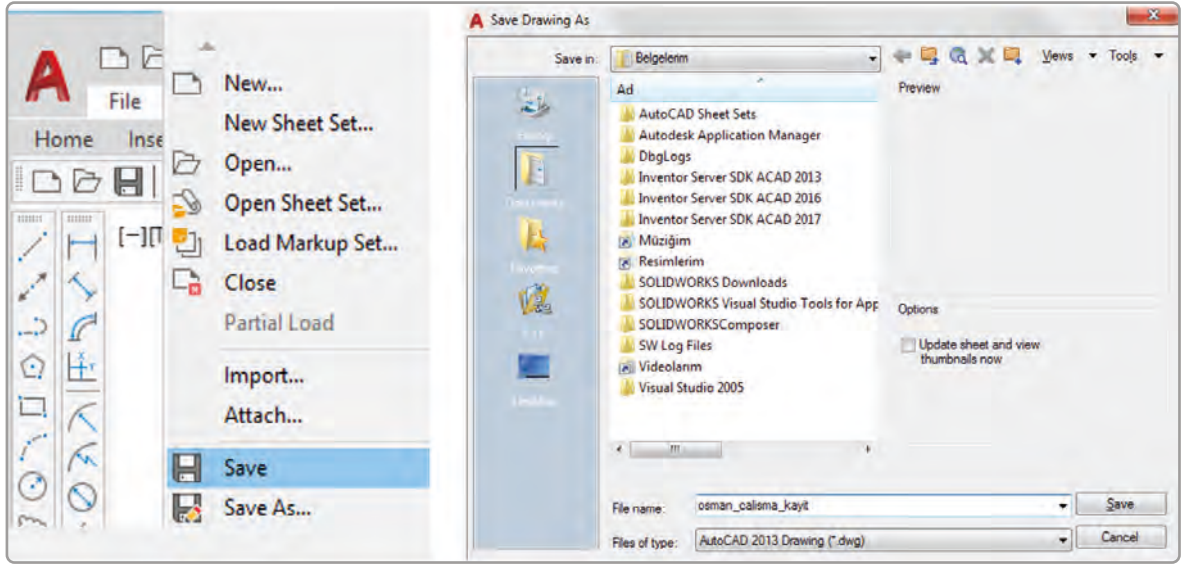 File
Home Inse
[−][T
New...
New Sheet Set...
Open...
Open Sheet Set...
Load Markup Set...
Close
Partial Load
Import...
Attach...
Save
Save As...
A Save Drawing As
Save in: Belgelerim Views Tools
Ad
AutoCAD Sheet Sets
Autodesk Application Manager
DbgLogs
Inventor Server SDK ACAD 2013
Inventor Server SDK ACAD 2016
Inventor Server SDK ACAD 2017
Müziğim
Resimlerim
SOLIDWORKS Downloads
SOLIDWORKS Visual Studio Tools for App
SOLIDWORKSComposer
SW Log Files
Videolarım
Visual Studio 2005
Preview
Options
Update sheet and view
thumbnails now
File name: osman_calisma_kayit Save
Files of type: AutoCAD 2013 Drawing (*.dwg) Cancel